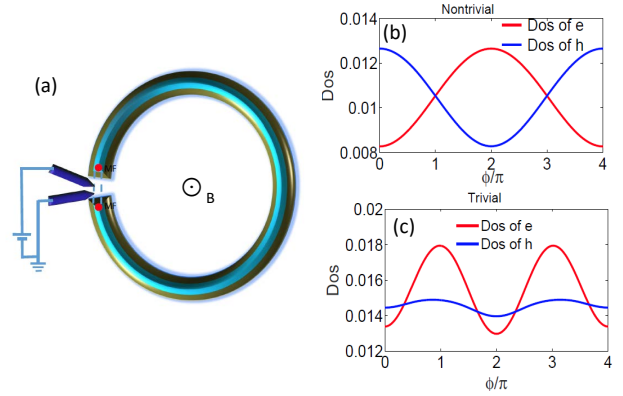 (a)
MF
MF
B
Nontrivial
(b)
Dos of e
Dos of h
0.014
0.012
0.01
0.008
Dos
0 1 2 3 4
ϕ/π
Trivial
(c)
Dos of e
Dos of h
0.02
0.018
0.016
0.014
0.012
Dos
0 1 2 3 4
ϕ/π